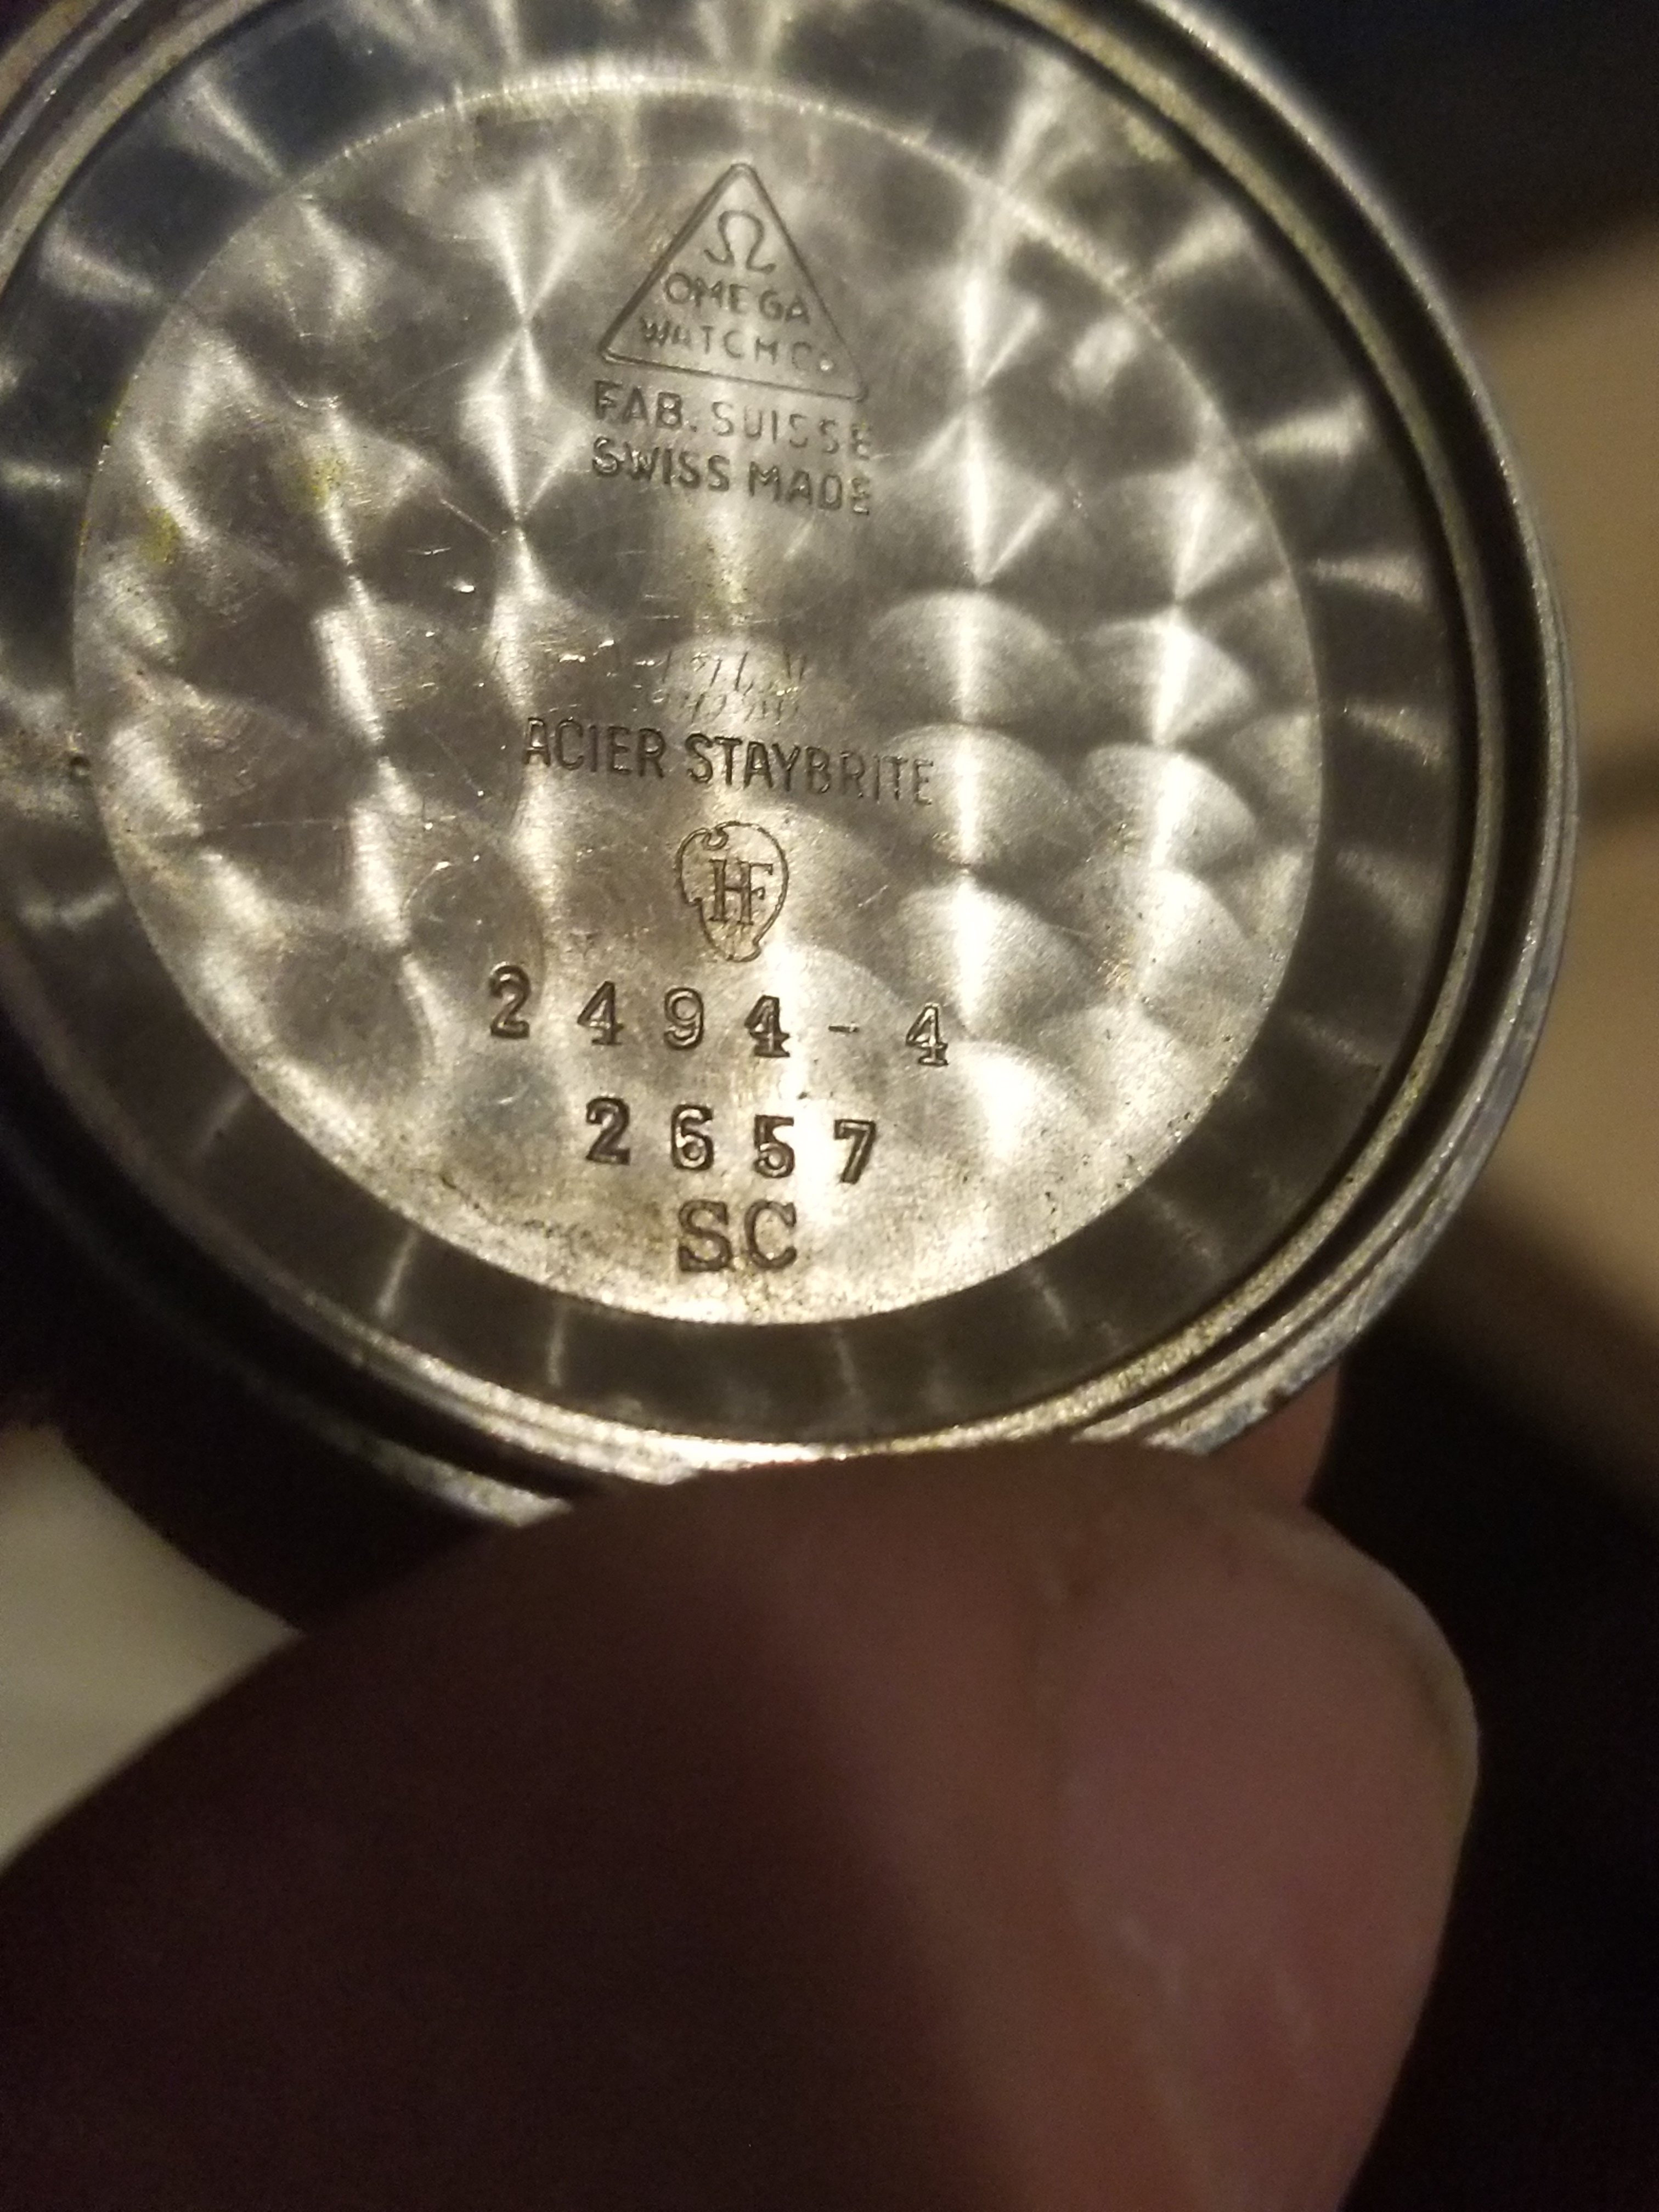 Ω
OMEGA
WATCH Co
FAB. SUISSE
SWISS MADE
ACIER STAYBRITE
HF
2494-4
2657
SC